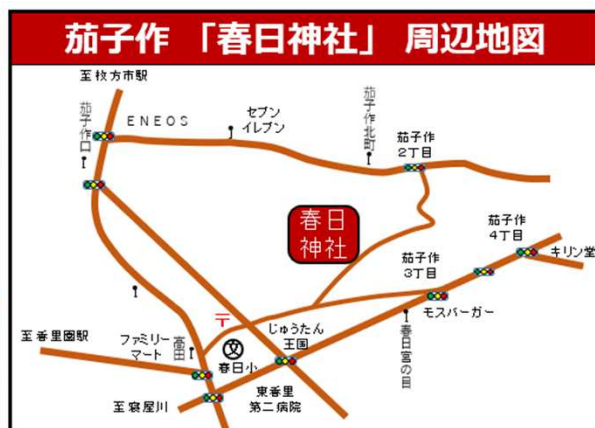 茄子作 「春日神社」 周辺地図
至枚方市駅
茄子作口
ENEOS
セブン
イレブン
茄子作北町
茄子作
2丁目
春日
神社
茄子作
4丁目
キリン堂
茄子作
3丁目
モスバーガー
春日宮の前
〒
じゅうたん
王国
至香里園駅
ファミリー
マート
高田
文
春日小
東香里
第二病院
至寝屋川